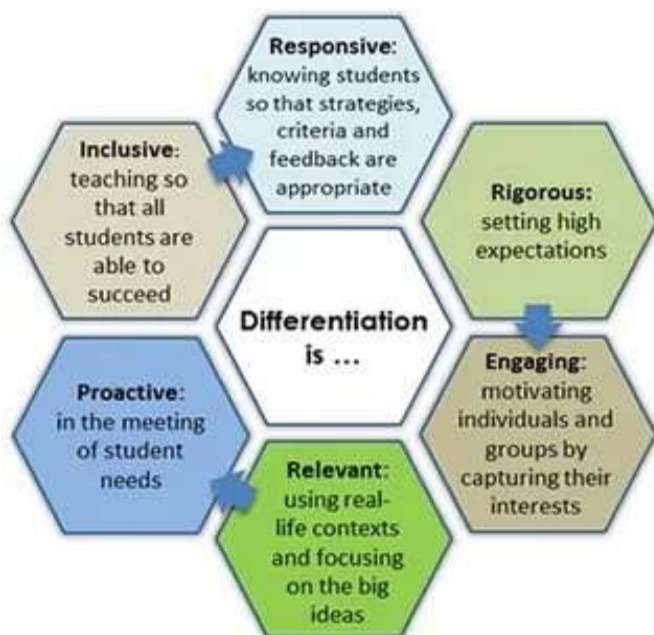 Differentiation
is ...
Responsive:
knowing students
so that strategies,
criteria and
feedback are
appropriate
Rigorous:
setting high
expectations
Engaging:
motivating
individuals and
groups by
capturing their
interests
Relevant:
using real-
life contexts
and focusing
on the big
ideas
Proactive:
in the meeting
of student
needs
Inclusive:
teaching so
that all
students are
able to
succeed